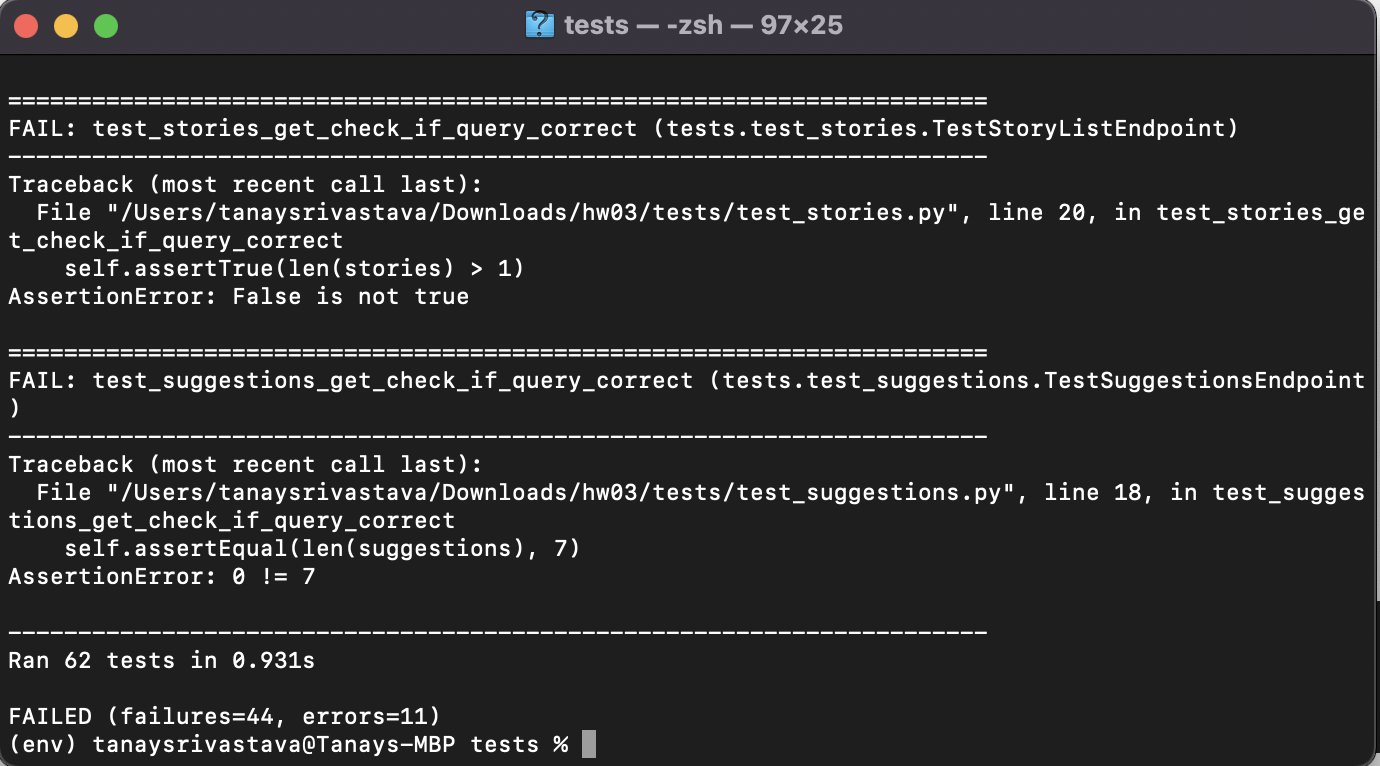 tests — -zsh — 97×25
======================================================================
FAIL: test_stories_get_check_if_query_correct (tests.test_stories.TestStoryListEndpoint)
----------------------------------------------------------------------
Traceback (most recent call last):
  File "/Users/tanaysrivastava/Downloads/hw03/tests/test_stories.py", line 20, in test_stories_ge
t_check_if_query_correct
    self.assertTrue(len(stories) > 1)
AssertionError: False is not true
======================================================================
FAIL: test_suggestions_get_check_if_query_correct (tests.test_suggestions.TestSuggestionsEndpoint
)
----------------------------------------------------------------------
Traceback (most recent call last):
  File "/Users/tanaysrivastava/Downloads/hw03/tests/test_suggestions.py", line 18, in test_sugges
tions_get_check_if_query_correct
    self.assertEqual(len(suggestions), 7)
AssertionError: 0 != 7
----------------------------------------------------------------------
Ran 62 tests in 0.931s
FAILED (failures=44, errors=11)
(env) tanaysrivastava@Tanays-MBP tests %